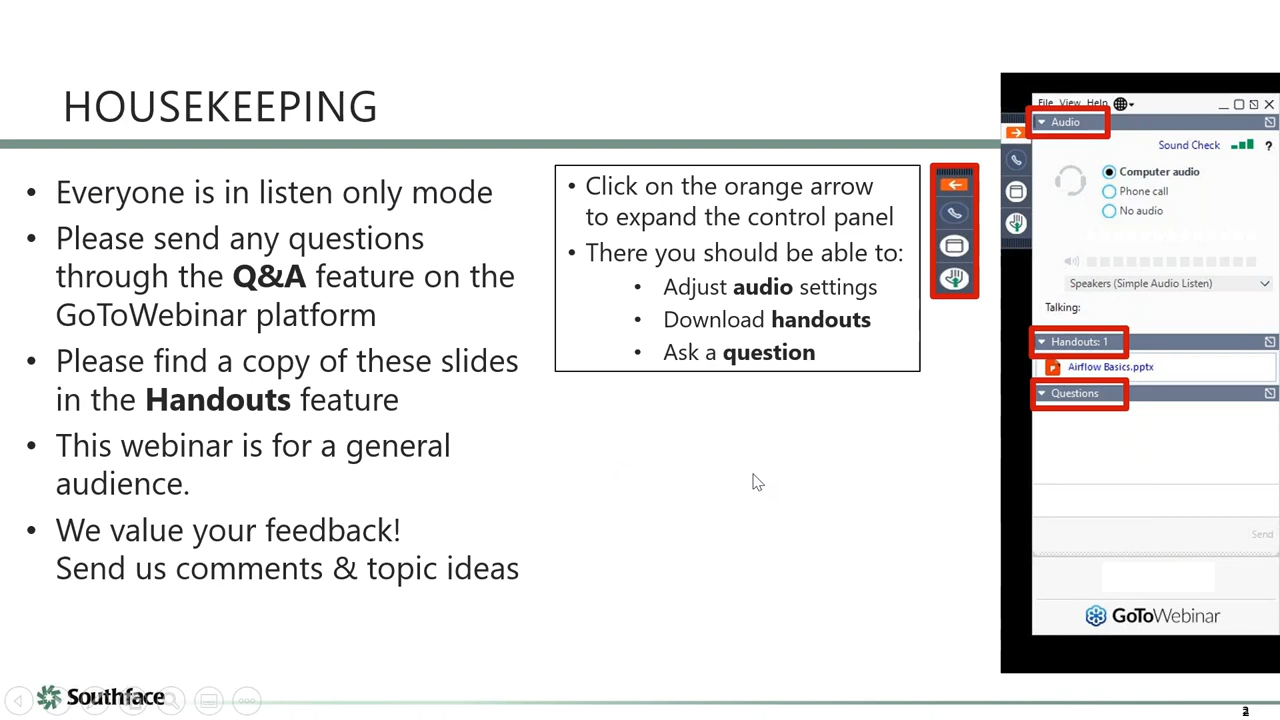 HOUSEKEEPING
• Everyone is in listen only mode
• Please send any questions
through the Q&A feature on the
GoToWebinar platform
• Please find a copy of these slides
in the Handouts feature
• This webinar is for a general
audience.
• We value your feedback!
Send us comments & topic ideas
• Click on the orange arrow
to expand the control panel
• There you should be able to:
• Adjust audio settings
• Download handouts
• Ask a question
File View Help
Audio
Sound Check ?
Computer audio
Phone call
No audio
Speakers (Simple Audio Listen)
Talking:
Handouts: 1
Airflow Basics.pptx
Questions
Send
GoToWebinar
Southface